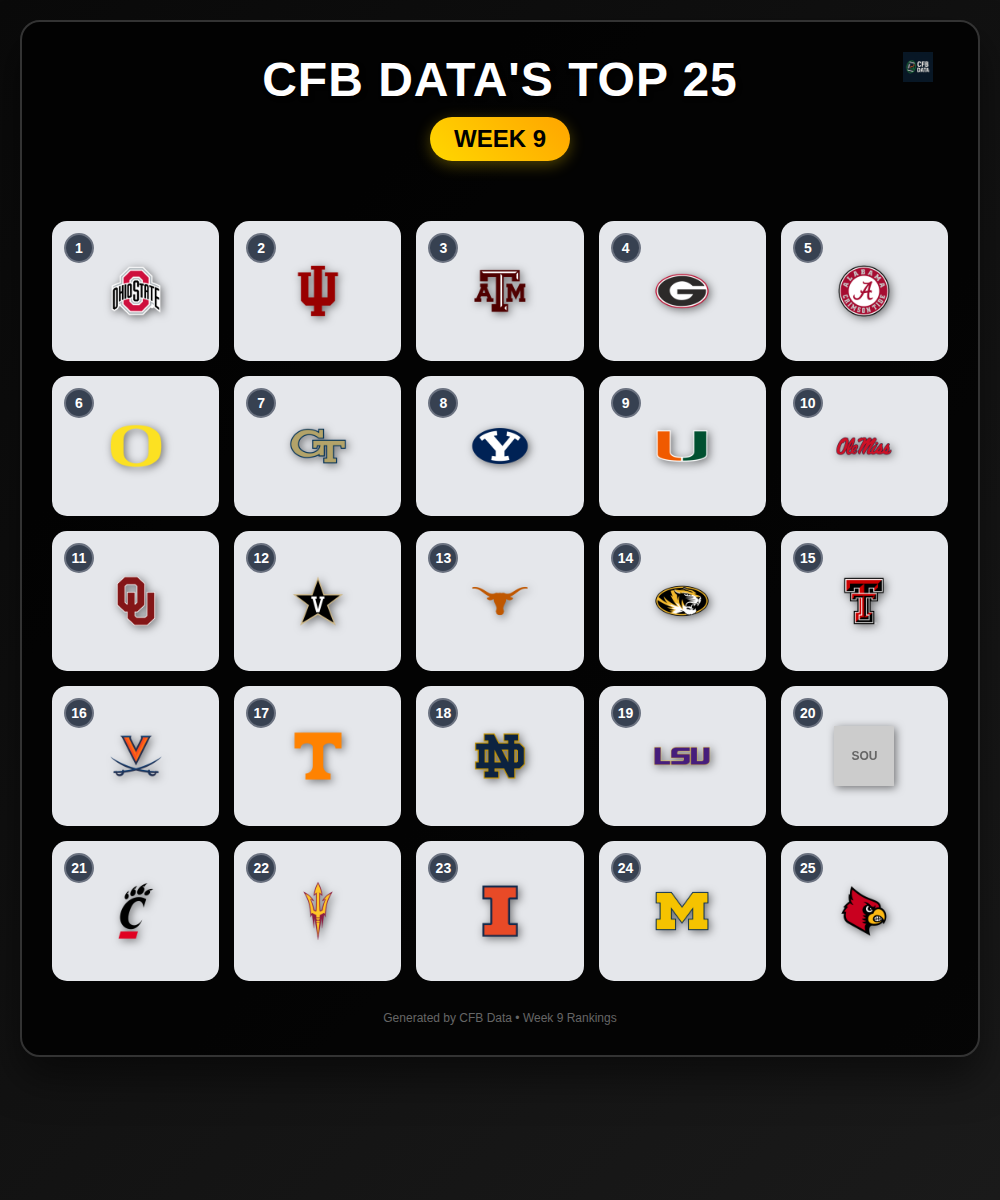 CFB DATA'S TOP 25
CFB DATA
WEEK 9
1 2 3 4 5
OHIO STATE
ATM
G
ALABAMA
A
CRIMSON TIDE
6 7 8 9 10
O
GT
Y
U
Ole Miss
11 12 13 14 15
OU
V
T
16 17 18 19 20
V
T
ND
LSU
SOU
21 22 23 24 25
C
I
M
Generated by CFB Data • Week 9 Rankings